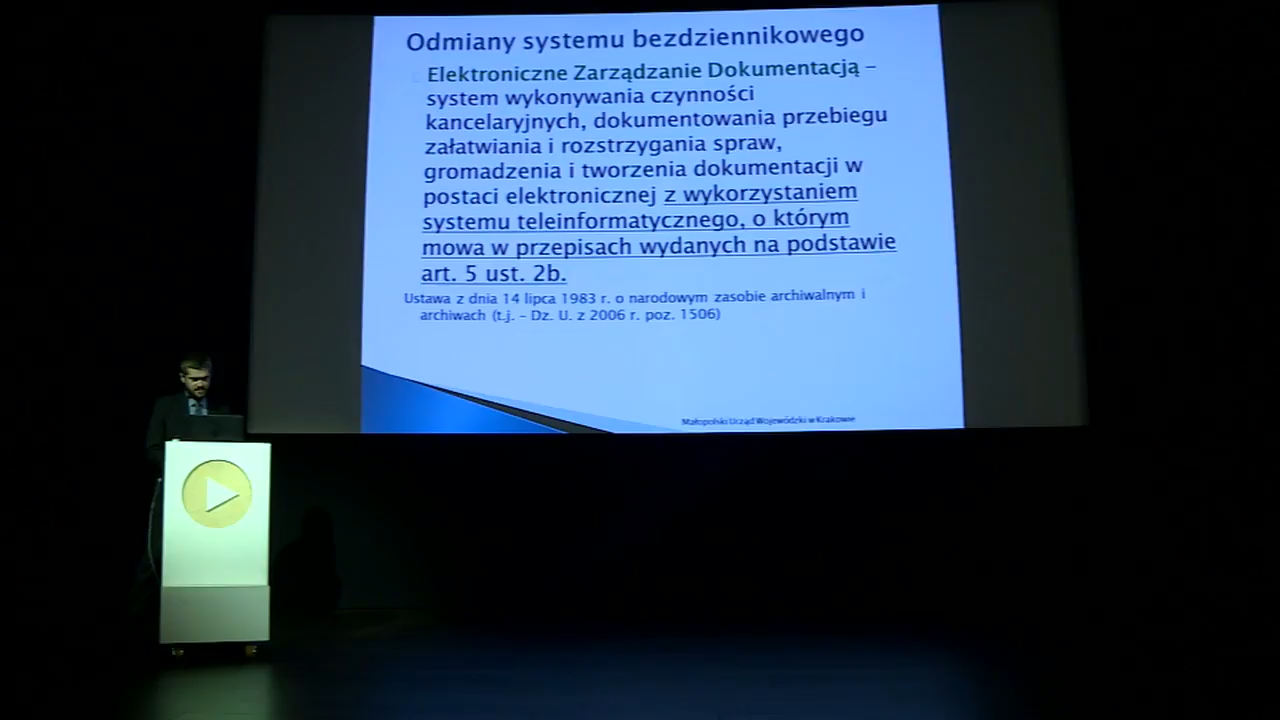 Odmiany systemu bezdziennikowego
Elektroniczne Zarządzanie Dokumentacją –
system wykonywania czynności
kancelaryjnych, dokumentowania przebiegu
załatwiania i rozstrzygania spraw,
gromadzenia i tworzenia dokumentacji w
postaci elektronicznej z wykorzystaniem
systemu teleinformatycznego, o którym
mowa w przepisach wydanych na podstawie
art. 5 ust. 2b.
Ustawa z dnia 14 lipca 1983 r. o narodowym zasobie archiwalnym i
archiwach (t.j. – Dz. U. z 2006 r. poz. 1506)
Małopolski Urząd Wojewódzki w Krakowie